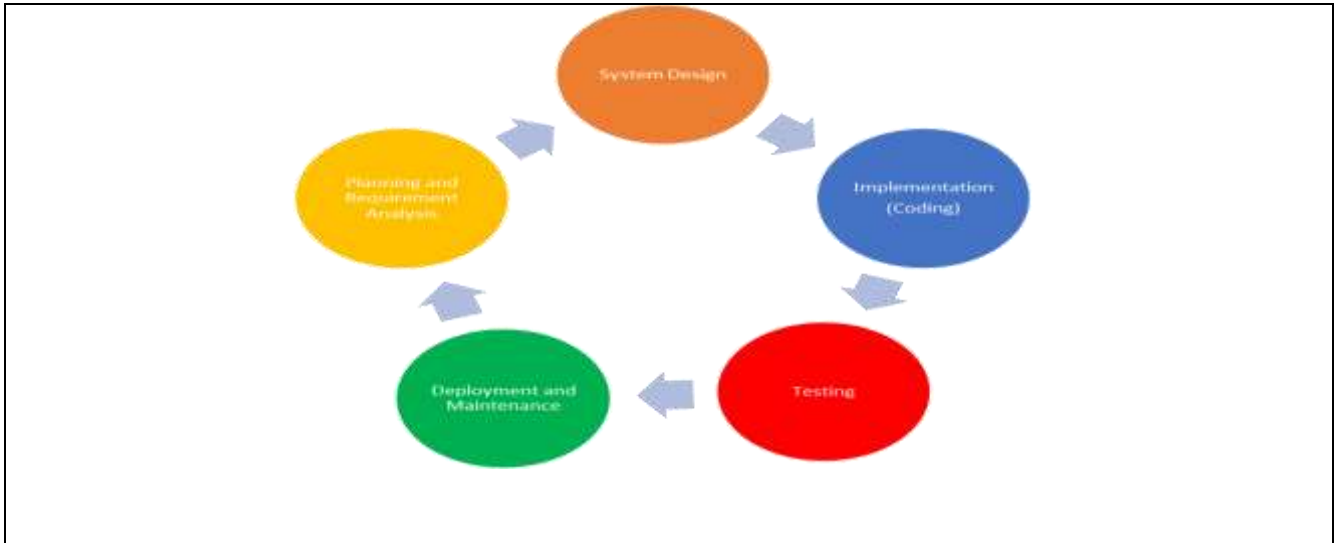 System Design
Planning and
Requirement
Analysis
Implementation
(Coding)
Deployment and
Maintenance
Testing